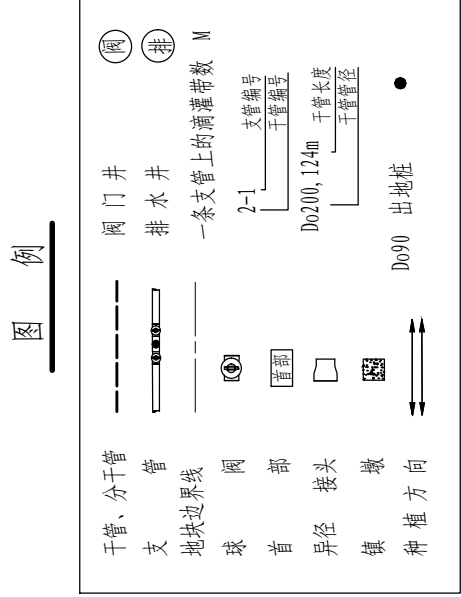 图 例
干管、分干管
阀 门 井 阀
支 管
排 水 井 排
地块边界线
一条支管上的滴灌带数 M
球 阀
2-1
支管编号
干管编号
首 部 首部
Do200,124m
干管长度
干管管径
异径 接头
镇 墩
Do90 出地桩
种 植 方 向